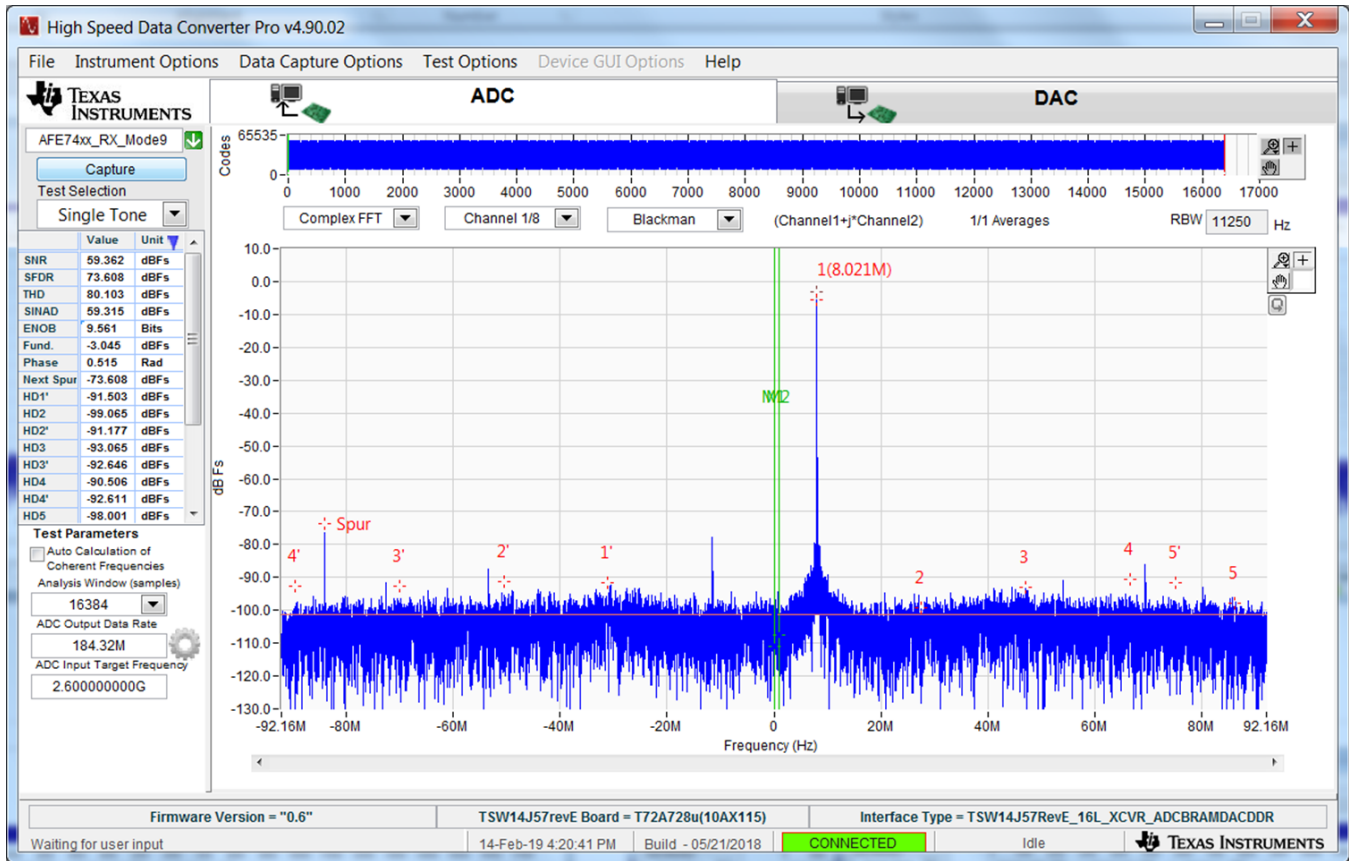 High Speed Data Converter Pro v4.90.02
File Instrument Options Data Capture Options Test Options Device GUI Options Help
TEXAS
INSTRUMENTS
ADC
DAC
AFE74xx_RX_Mode9
Capture
Test Selection
Single Tone
Value Unit
SNR 59.362 dBFs
SFDR 73.608 dBFs
THD 80.103 dBFs
SINAD 59.315 dBFs
ENOB 9.561 Bits
Fund. -3.045 dBFs
Phase 0.515 Rad
Next Spur -73.608 dBFs
HD1' -91.503 dBFs
HD2 -99.065 dBFs
HD2' -91.177 dBFs
HD3 -93.065 dBFs
HD3' -92.646 dBFs
HD4 -90.506 dBFs
HD4' -92.611 dBFs
HD5 -98.001 dBFs
Test Parameters
Auto Calculation of
Coherent Frequencies
Analysis Window (samples)
16384
ADC Output Data Rate
184.32M
ADC Input Target Frequency
2.600000000G
Codes
65535
0
0 1000 2000 3000 4000 5000 6000 7000 8000 9000 10000 11000 12000 13000 14000 15000 16000 17000
Complex FFT Channel 1/8 Blackman (Channel1+j*Channel2) 1/1 Averages RBW 11250 Hz
10.0
0.0
-10.0
-20.0
-30.0
-40.0
-50.0
-60.0
-70.0
-80.0
-90.0
-100.0
-110.0
-120.0
-130.0
dBFs
1(8.021M)
Spur
4' 3' 2' 1' 2 3 4 5' 5
-92.16M -80M -60M -40M -20M 0 20M 40M 60M 80M 92.16M
Frequency (Hz)
Firmware Version = "0.6" TSW14J57revE Board = T72A728u(10AX115) Interface Type = TSW14J57RevE_16L_XCVR_ADCBRAMDACDDR
Waiting for user input 14-Feb-19 4:20:41 PM Build - 05/21/2018 CONNECTED Idle TEXAS INSTRUMENTS